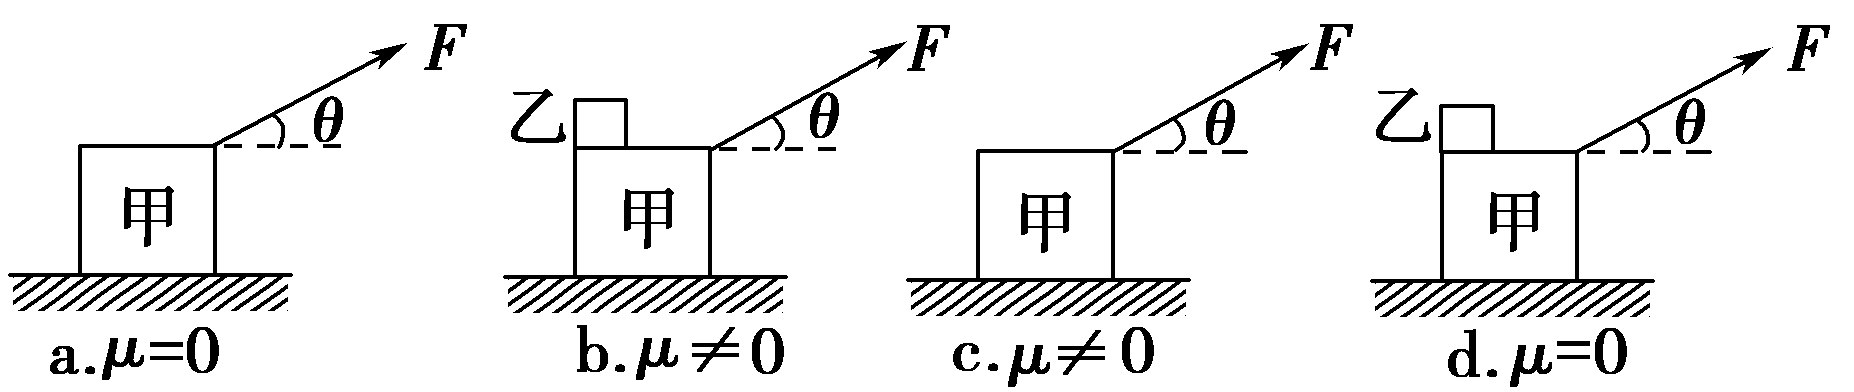 F F F F
θ 乙 θ θ 乙 θ
甲 甲 甲 甲
a.μ=0 b.μ≠0 c.μ≠0 d.μ=0